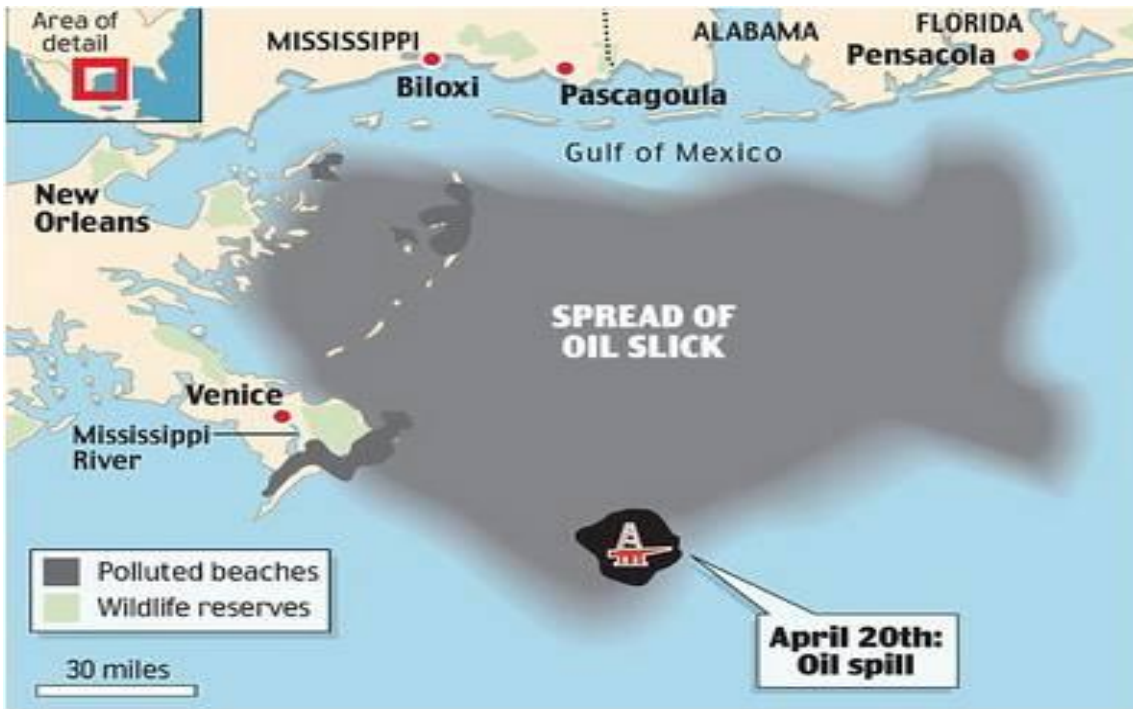 Area of
detail
MISSISSIPPI
ALABAMA
FLORIDA
Pensacola
Biloxi
Pascagoula
Gulf of Mexico
New
Orleans
SPREAD OF
OIL SLICK
Venice
Mississippi
River
Polluted beaches
Wildlife reserves
30 miles
April 20th:
Oil spill